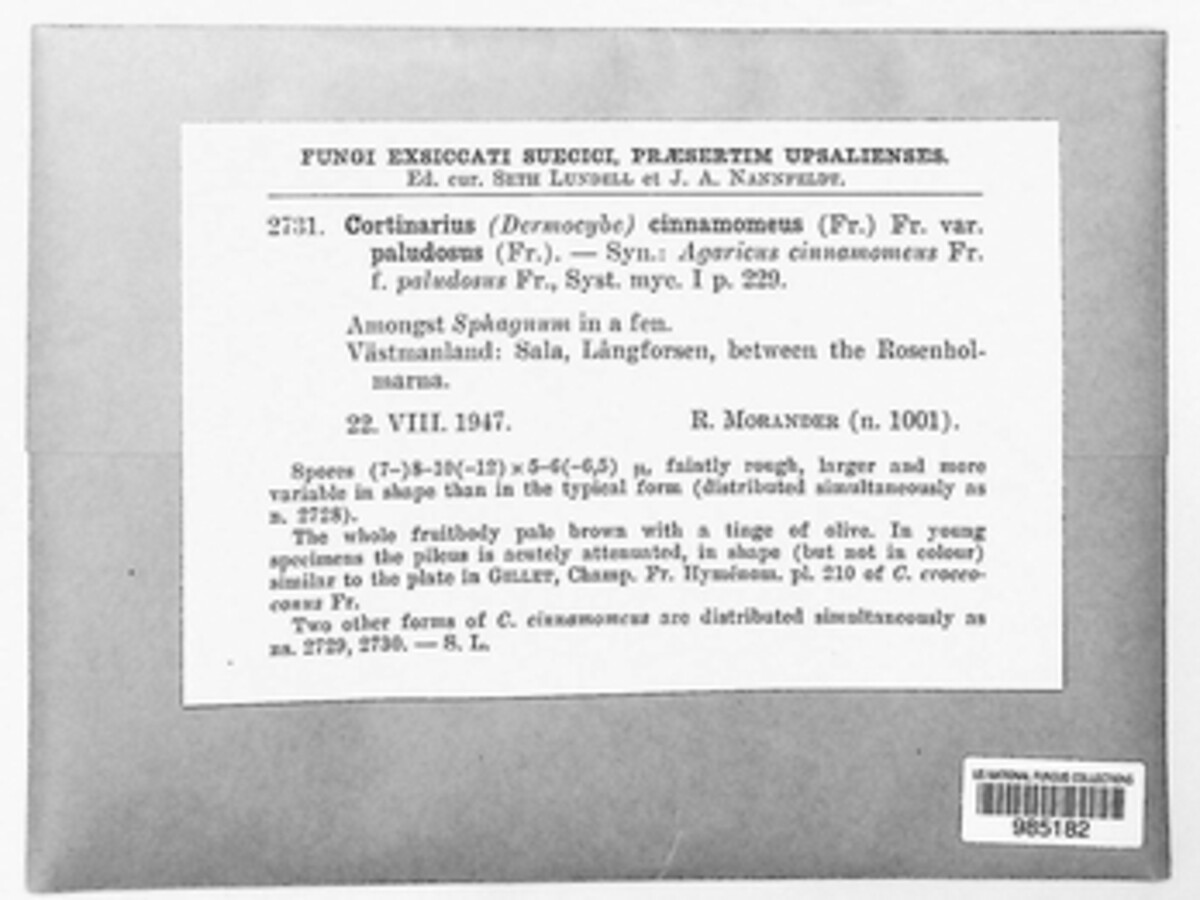 FUNGI EXSICCATI SUECICI, PRÆSERTIM UPSALIENSES.
Ed. cur. SETH LUNDELL et J. A. NANNFELDT.
2731. Cortinarius (Dermocybe) cinnamomeus (Fr.) Fr. var.
paludosus (Fr.). — Syn.: Agaricus cinnamomeus Fr.
f. paludosus Fr., Syst. myc. I p. 229.
Amongst Sphagnum in a fen.
Västmanland: Sala, Långforsen, between the Rosenhol-
marna.
22. VIII. 1947. R. MORANDER (n. 1001).
Spores (7-)8-10(-12) × 5-6(-6,5) µ, faintly rough, larger and more
variable in shape than in the typical form (distributed simultaneously as
n. 2728).
The whole fruitbody pale brown with a tinge of olive. In young
specimens the pileus is acutely attenuated, in shape (but not in colour)
similar to the plate in GILLET, Champ. Fr. Hyménom. pl. 210 of C. croceo-
conus Fr.
Two other forms of C. cinnamomeus are distributed simultaneously as
ns. 2729, 2730. — S. L.
US NATIONAL FUNGUS COLLECTIONS
985182